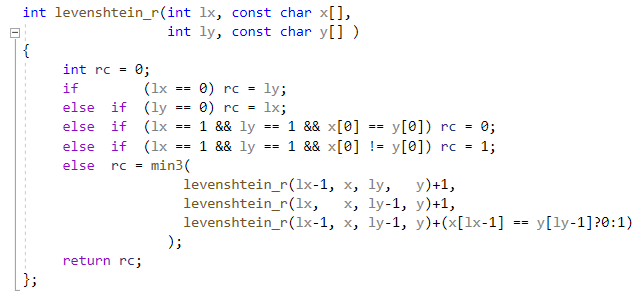 int levenshtein_r(int lx, const char x[],
                  int ly, const char y[] )
{
     int rc = 0;
     if        (lx == 0) rc = ly;
     else  if  (ly == 0) rc = lx;
     else  if  (lx == 1 && ly == 1 && x[0] == y[0]) rc = 0;
     else  if  (lx == 1 && ly == 1 && x[0] != y[0]) rc = 1;
     else  rc = min3(
                    levenshtein_r(lx-1, x, ly,   y)+1,
                    levenshtein_r(lx,   x, ly-1, y)+1,
                    levenshtein_r(lx-1, x, ly-1, y)+(x[lx-1] == y[ly-1]?0:1)
                  );
     return rc;
};